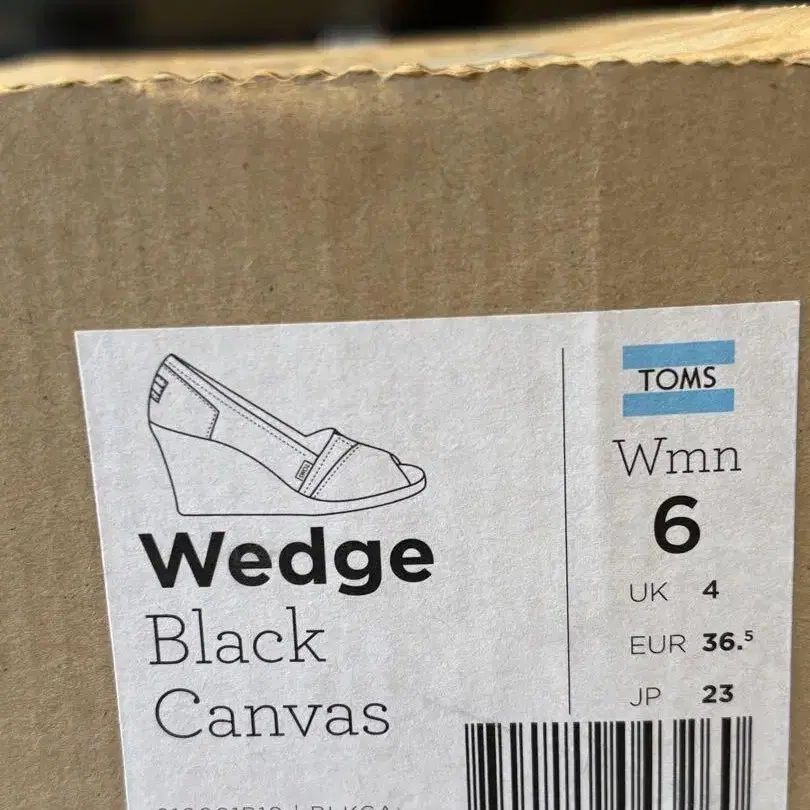 Wedge
Black
Canvas
TOMS
Wmn
6
UK 4
EUR 36.5
JP 23